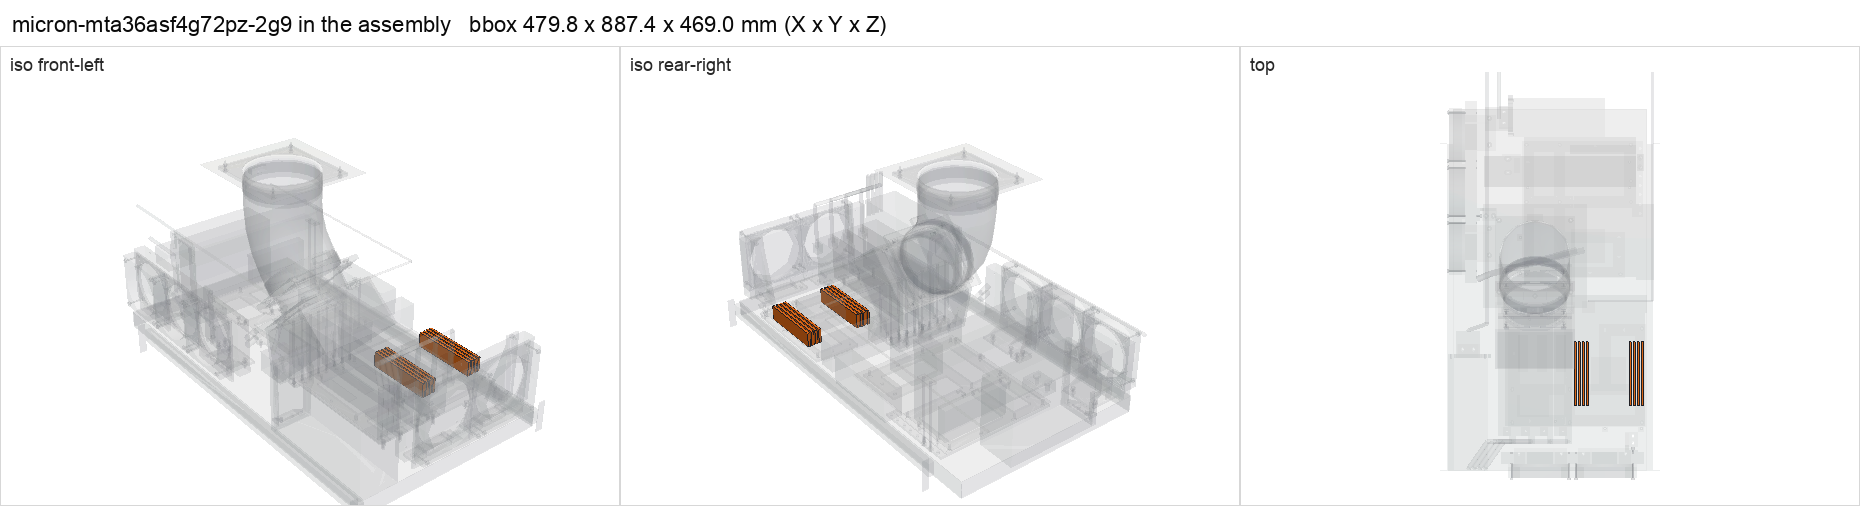 micron-mta36asf4g72pz-2g9 in the assembly   bbox 479.8 x 887.4 x 469.0 mm (X x Y x Z)
iso front-left
iso rear-right
top